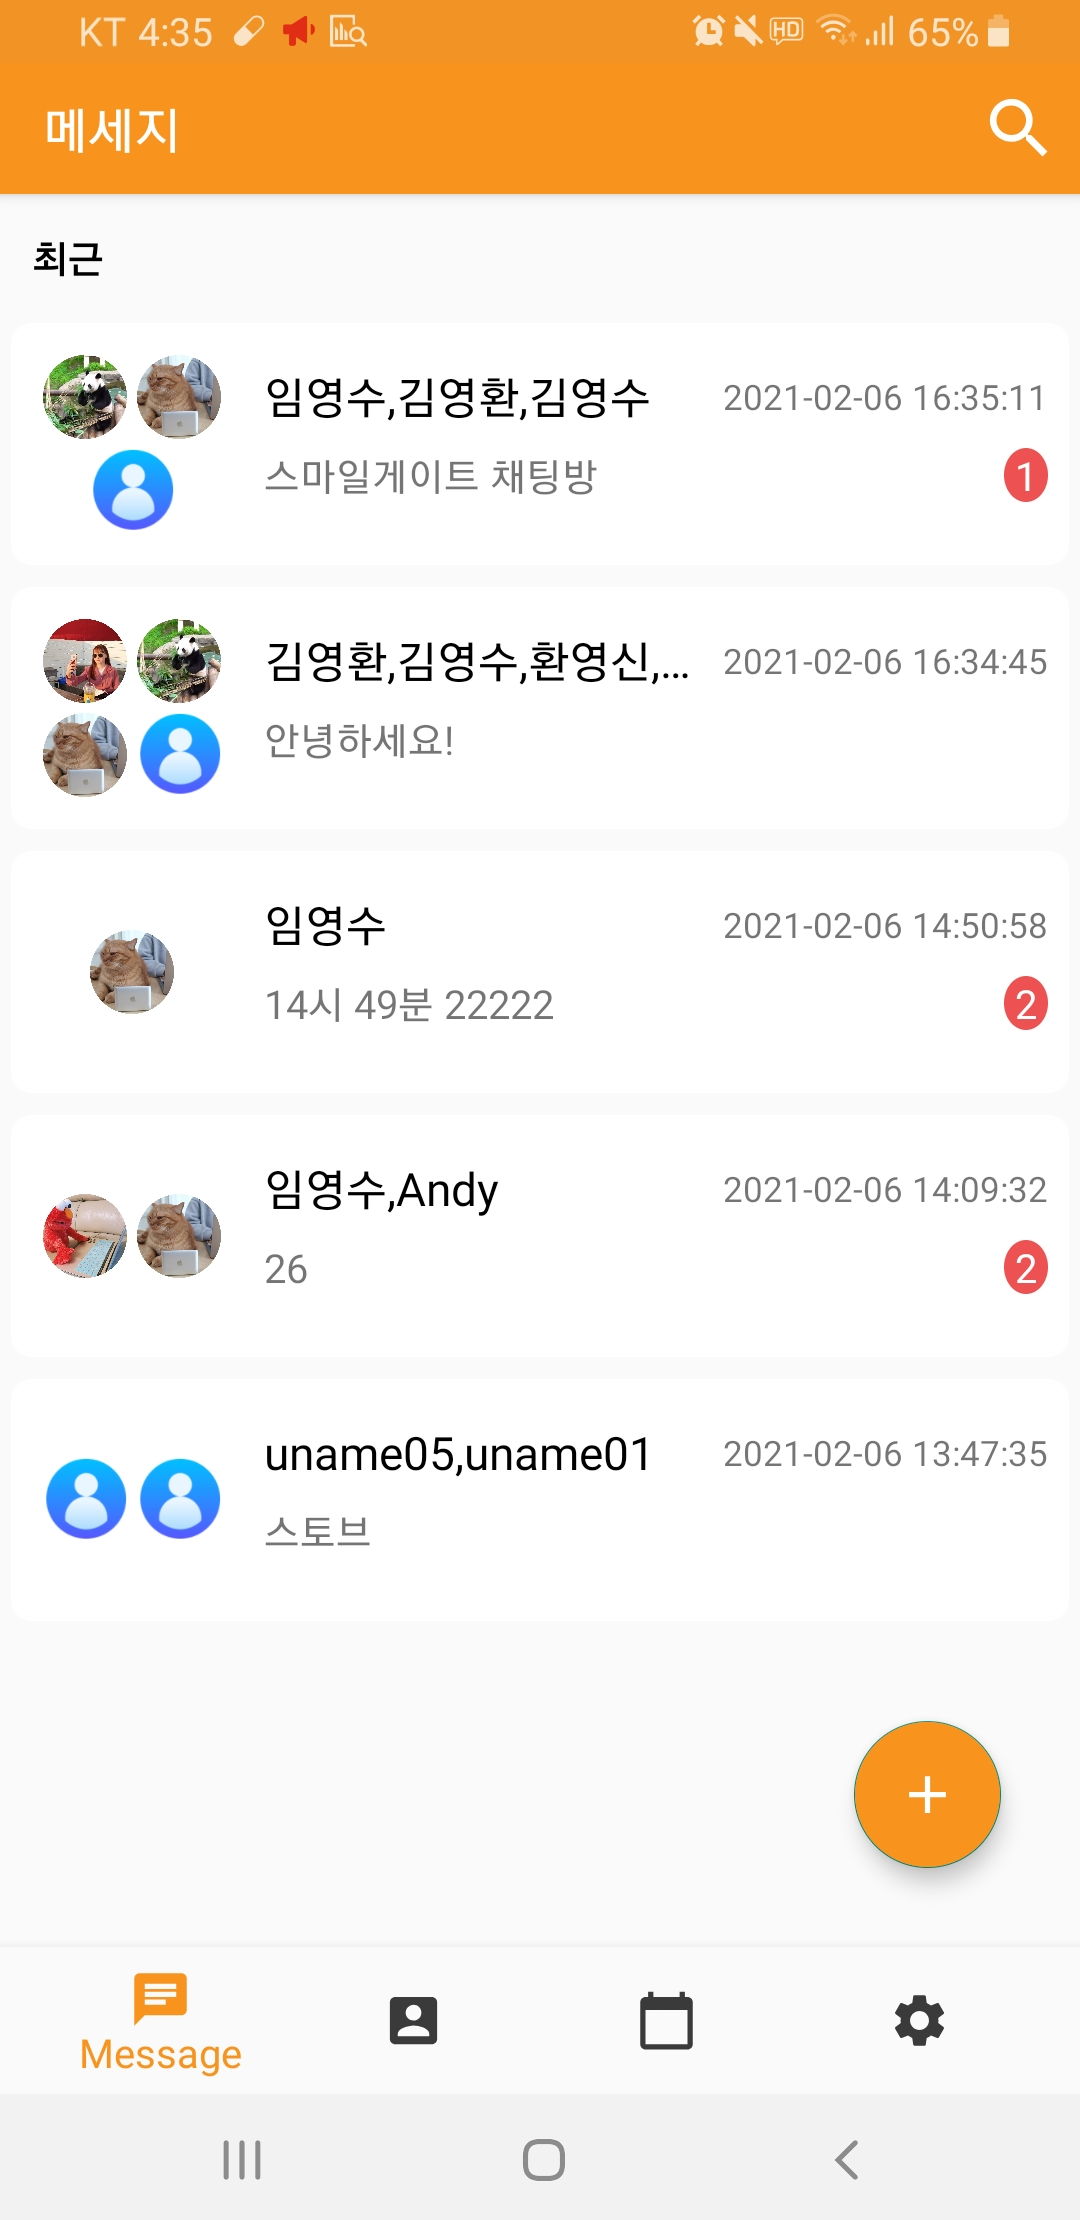 KT 4:35 HD 65%
메세지
최근
임영수,김영환,김영수 2021-02-06 16:35:11
스마일게이트 채팅방 1
김영환,김영수,환영신,... 2021-02-06 16:34:45
안녕하세요!
임영수 2021-02-06 14:50:58
14시 49분 22222 2
임영수,Andy 2021-02-06 14:09:32
26 2
uname05,uname01 2021-02-06 13:47:35
스토브
Message